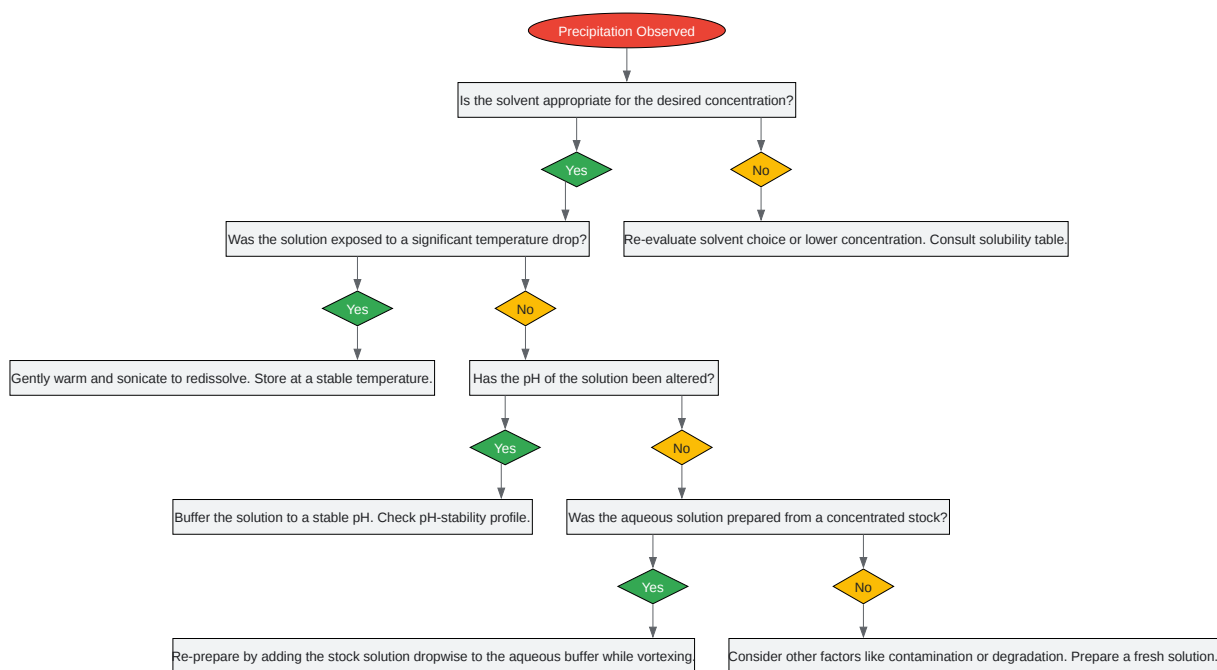 Precipitation Observed
Is the solvent appropriate for the desired concentration?
Yes
No
Was the solution exposed to a significant temperature drop?
Re-evaluate solvent choice or lower concentration. Consult solubility table.
Yes
No
Gently warm and sonicate to redissolve. Store at a stable temperature.
Has the pH of the solution been altered?
Yes
No
Buffer the solution to a stable pH. Check pH-stability profile.
Was the aqueous solution prepared from a concentrated stock?
Yes
No
Re-prepare by adding the stock solution dropwise to the aqueous buffer while vortexing.
Consider other factors like contamination or degradation. Prepare a fresh solution.